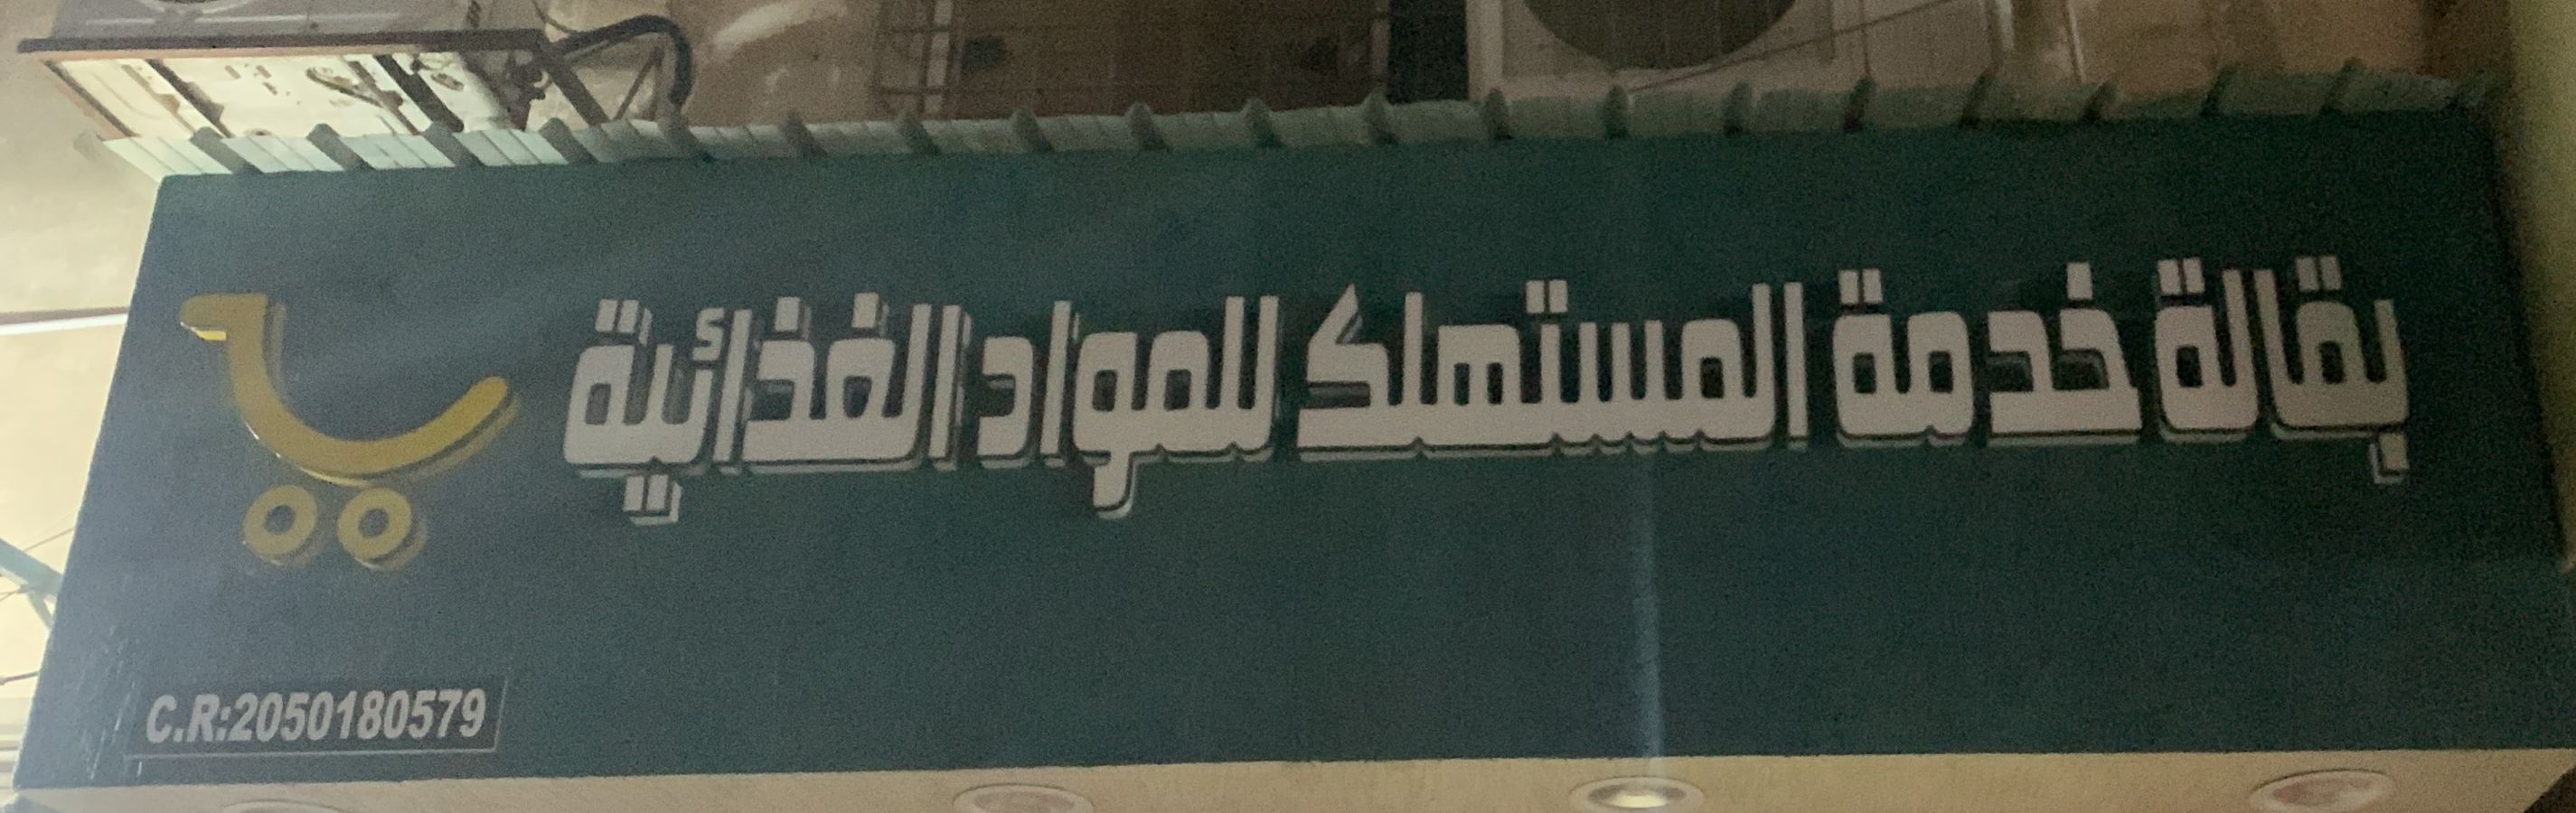 بقالة خدمة المستهلك للمواد الغذائية
C.R:2050180579